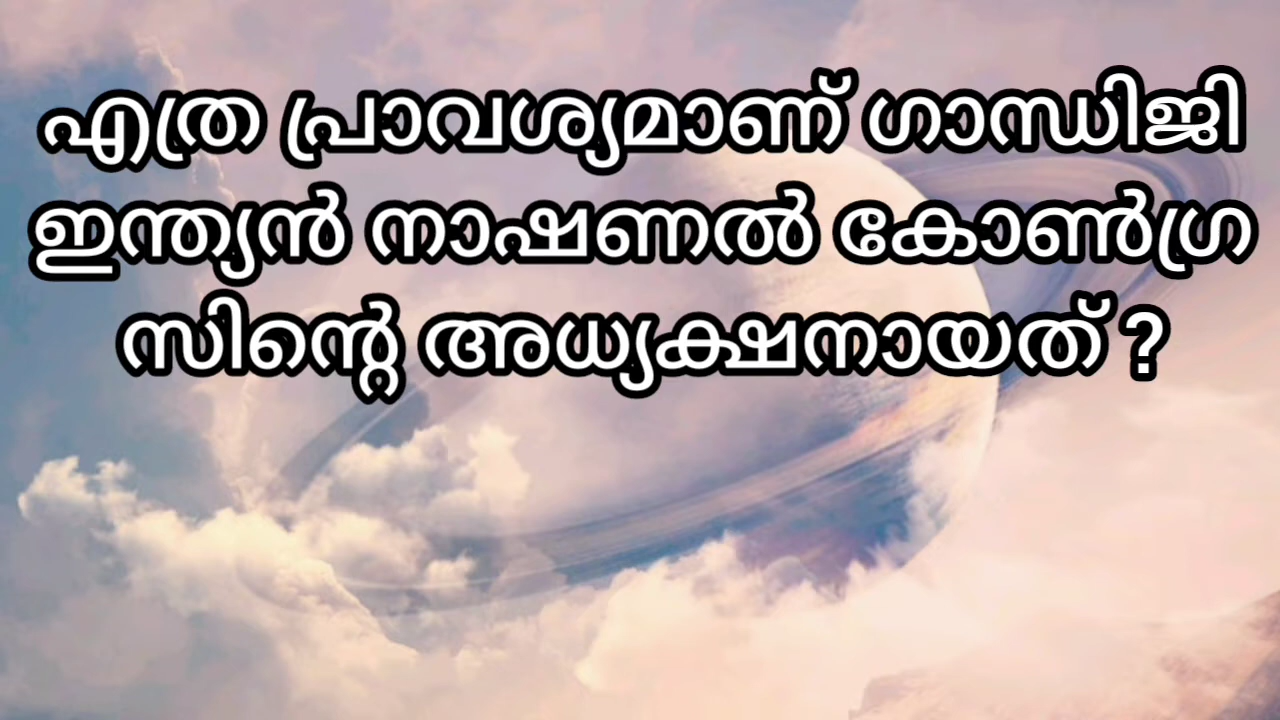 എത്ര പ്രാവശ്യമാണ് ഗാന്ധിജി
ഇന്ത്യൻ നാഷണൽ കോൺഗ്ര
സിന്റെ അധ്യക്ഷനായത് ?